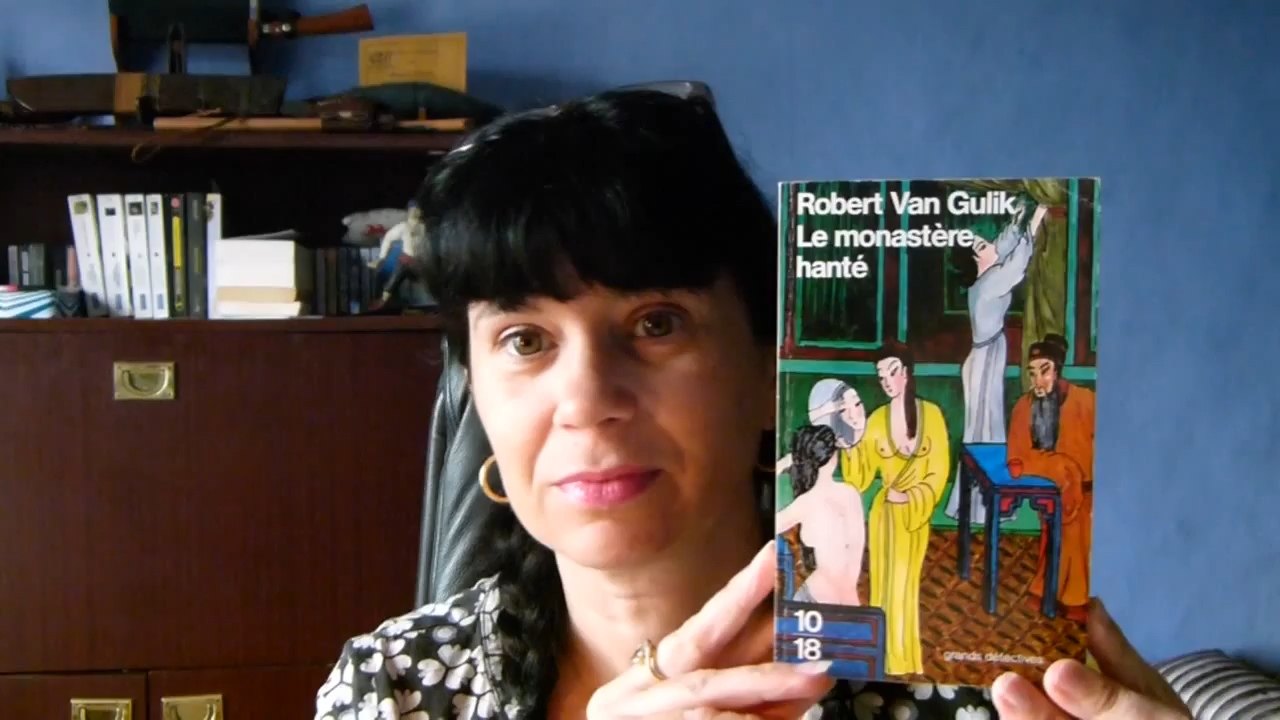 Robert Van Gulik
Le monastère
hanté
10
18
grands détectives